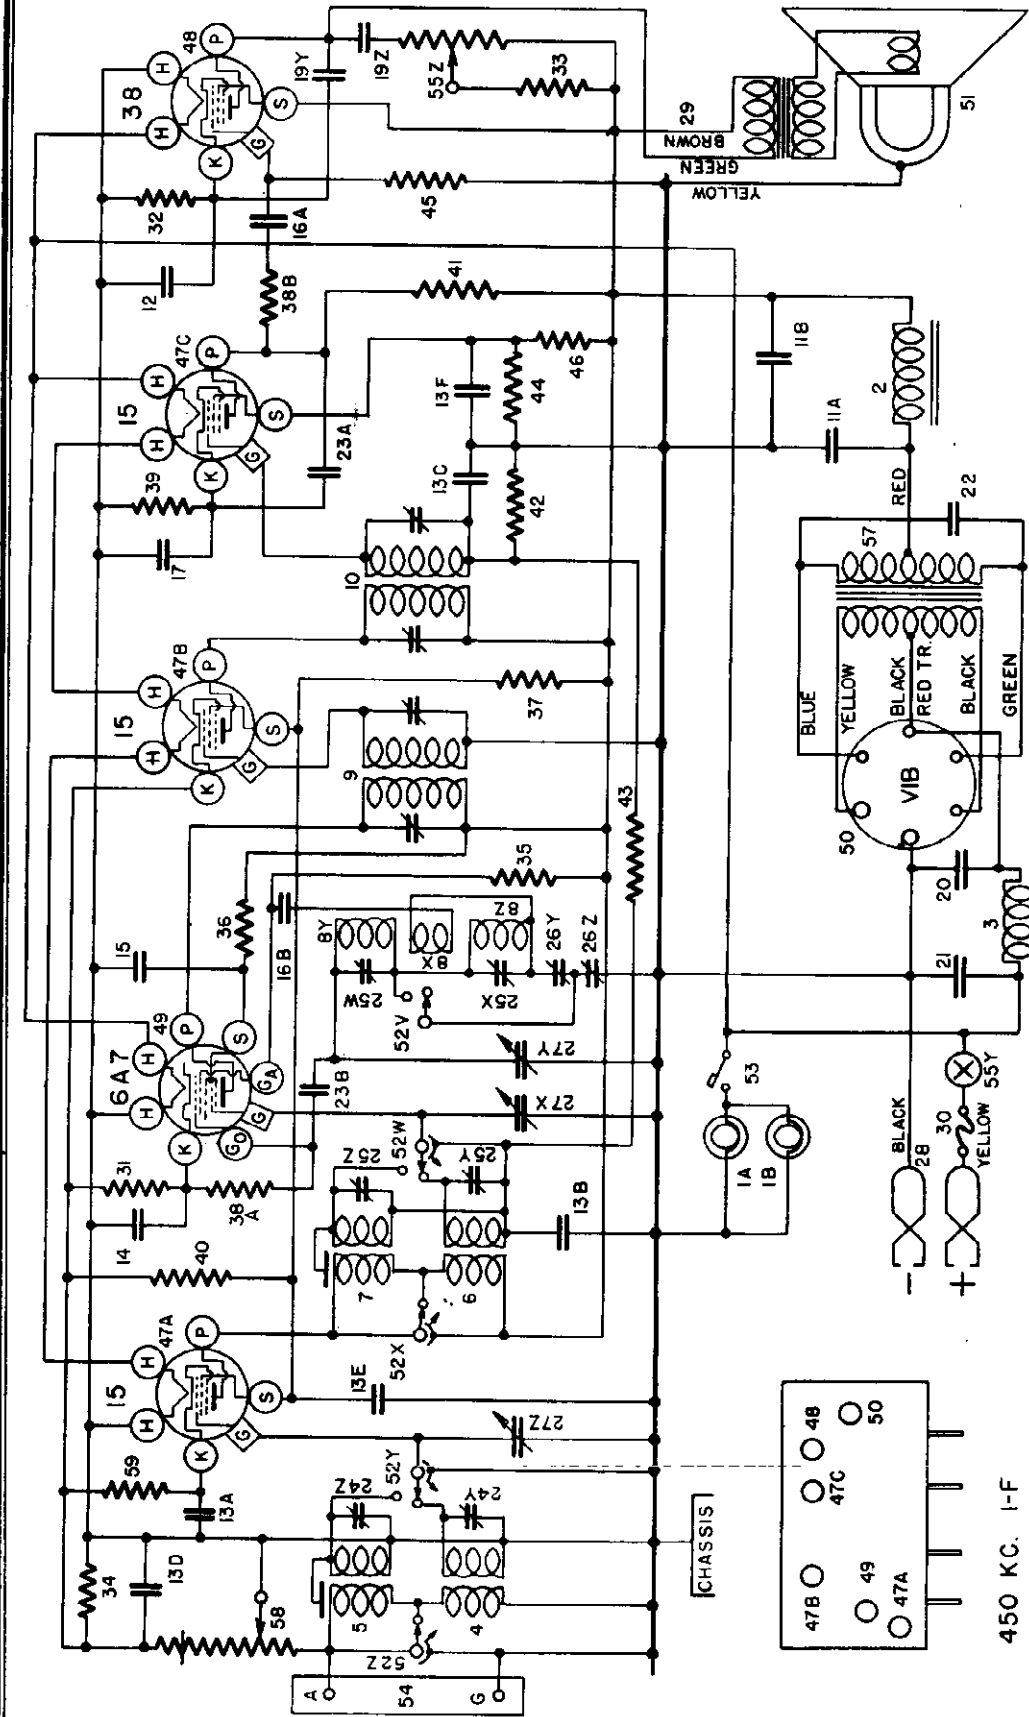 15
6A7
15
15
38
47A
49
47B
47C
48
K
H
H
P
G
S
K
H
H
P
S
GA
G
GO
K
H
H
P
S
G
K
H
H
P
S
G
K
H
H
P
S
G
34
13D
58
59
13A
40
14
31
38A
15
36
16B
17
39
23A
12
32
38B
16A
19Y
19Z
55Z
33
45
41
46
44
13F
13C
42
10
37
9
35
43
8Y
8X
8Z
25W
25X
26Y
26Z
52V
23B
27Y
27X
52W
25Z
25Y
7
6
13B
13E
52X
27Z
52Y
24Z
24Y
5
4
52Z
A
54
G
CHASSIS
1A
1B
53
BLACK
28
30
YELLOW
55Y
-
+
21
20
3
50
VIB
BLUE
YELLOW
BLACK
RED TR.
BLACK
GREEN
57
22
RED
11A
11B
2
29
BROWN
GREEN
YELLOW
51
47B
49
47A
47C
48
50
450 KC. I-F